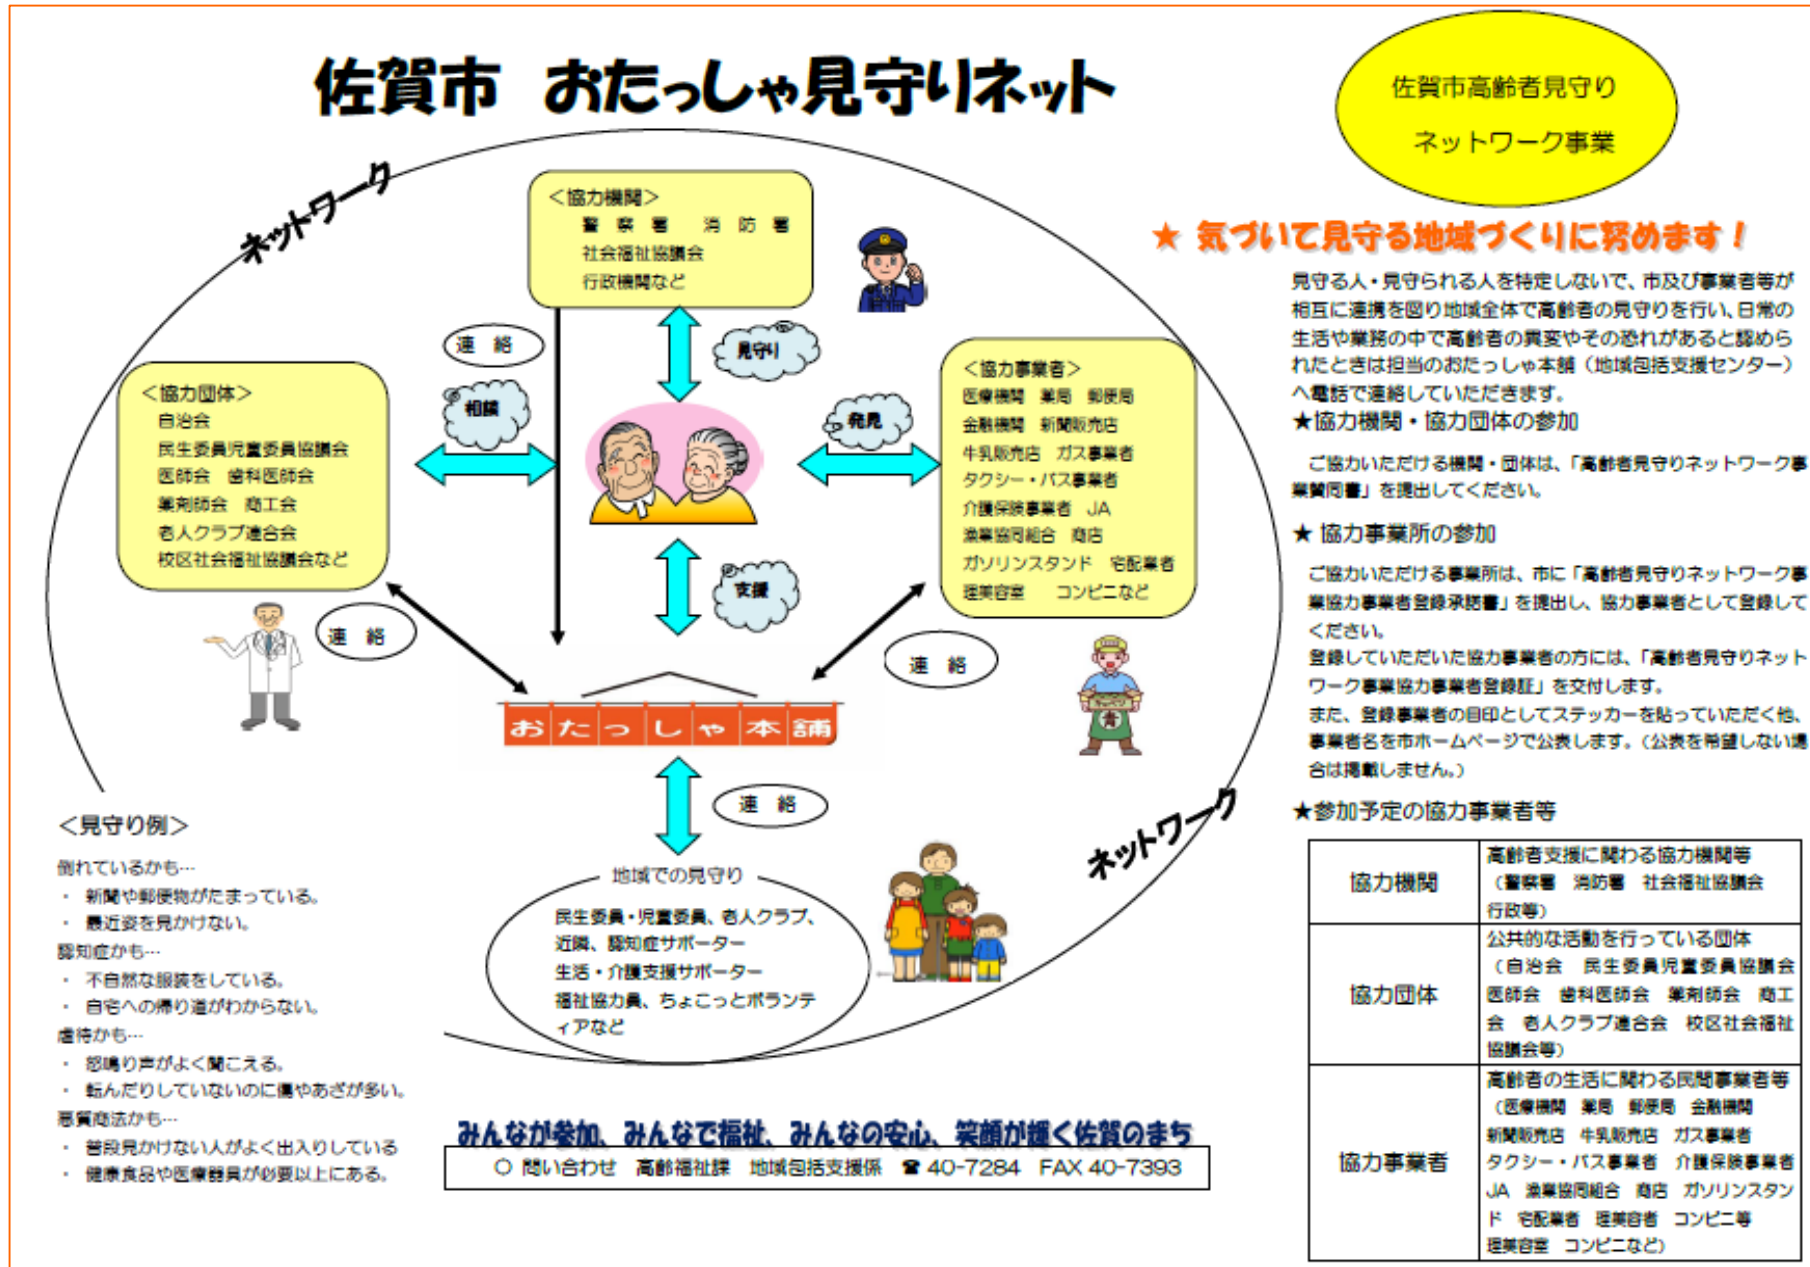 佐賀市 おたっしゃ見守りネット
佐賀市高齢者見守り
ネットワーク事業
ネットワーク
<協力機関>
警察署 消防署
社会福祉協議会
行政機関など
連絡
見守り
<協力団体>
自治会
民生委員児童委員協議会
医師会 歯科医師会
薬剤師会 商工会
老人クラブ連合会
校区社会福祉協議会など
相談
発見
<協力事業者>
医療機関 薬局 郵便局
金融機関 新聞販売店
牛乳販売店 ガス事業者
タクシー・バス事業者
介護保険事業者 JA
漁業協同組合 商店
ガソリンスタンド 宅配業者
理美容室 コンビニなど
支援
連絡
連絡
おたっしゃ本舗
連絡
ネットワーク
地域での見守り
民生委員・児童委員、老人クラブ、
近隣、認知症サポーター
生活・介護支援サポーター
福祉協力員、ちょこっとボランテ
ィアなど
<見守り例>
倒れているかも…
・ 新聞や郵便物がたまっている。
・ 最近姿を見かけない。
認知症かも…
・ 不自然な服装をしている。
・ 自宅への帰り道がわからない。
虐待かも…
・ 怒鳴り声がよく聞こえる。
・ 転んだりしていないのに傷やあざが多い。
悪質商法かも…
・ 普段見かけない人がよく出入りしている
・ 健康食品や医療器具が必要以上にある。
みんなが参加、みんなで福祉、みんなの安心、笑顔が輝く佐賀のまち
○ 問い合わせ 高齢福祉課 地域包括支援係 ☎ 40-7284 FAX 40-7393
★ 気づいて見守る地域づくりに努めます！
見守る人・見守られる人を特定しないで、市及び事業者等が
相互に連携を図り地域全体で高齢者の見守りを行い、日常の
生活や業務の中で高齢者の異変やその恐れがあると認めら
れたときは担当のおたっしゃ本舗（地域包括支援センター）
へ電話で連絡していただきます。
★協力機関・協力団体の参加
ご協力いただける機関・団体は、「高齢者見守りネットワーク事
業賛同書」を提出してください。
★ 協力事業所の参加
ご協力いただける事業所は、市に「高齢者見守りネットワーク事
業協力事業者登録承諾書」を提出し、協力事業者として登録して
ください。
登録していただいた協力事業者の方には、「高齢者見守りネット
ワーク事業協力事業者登録証」を交付します。
また、登録事業者の目印としてステッカーを貼っていただく他、
事業者名を市ホームページで公表します。（公表を希望しない場
合は掲載しません。）
★参加予定の協力事業者等
協力機関
高齢者支援に関わる協力機関等
（警察署 消防署 社会福祉協議会
行政等）
協力団体
公共的な活動を行っている団体
（自治会 民生委員児童委員協議会
医師会 歯科医師会 薬剤師会 商工
会 老人クラブ連合会 校区社会福祉
協議会等）
協力事業者
高齢者の生活に関わる民間事業者等
（医療機関 薬局 郵便局 金融機関
新聞販売店 牛乳販売店 ガス事業者
タクシー・バス事業者 介護保険事業者
JA 漁業協同組合 商店 ガソリンスタン
ド 宅配業者 理美容者 コンビニ等
理美容室 コンビニなど）